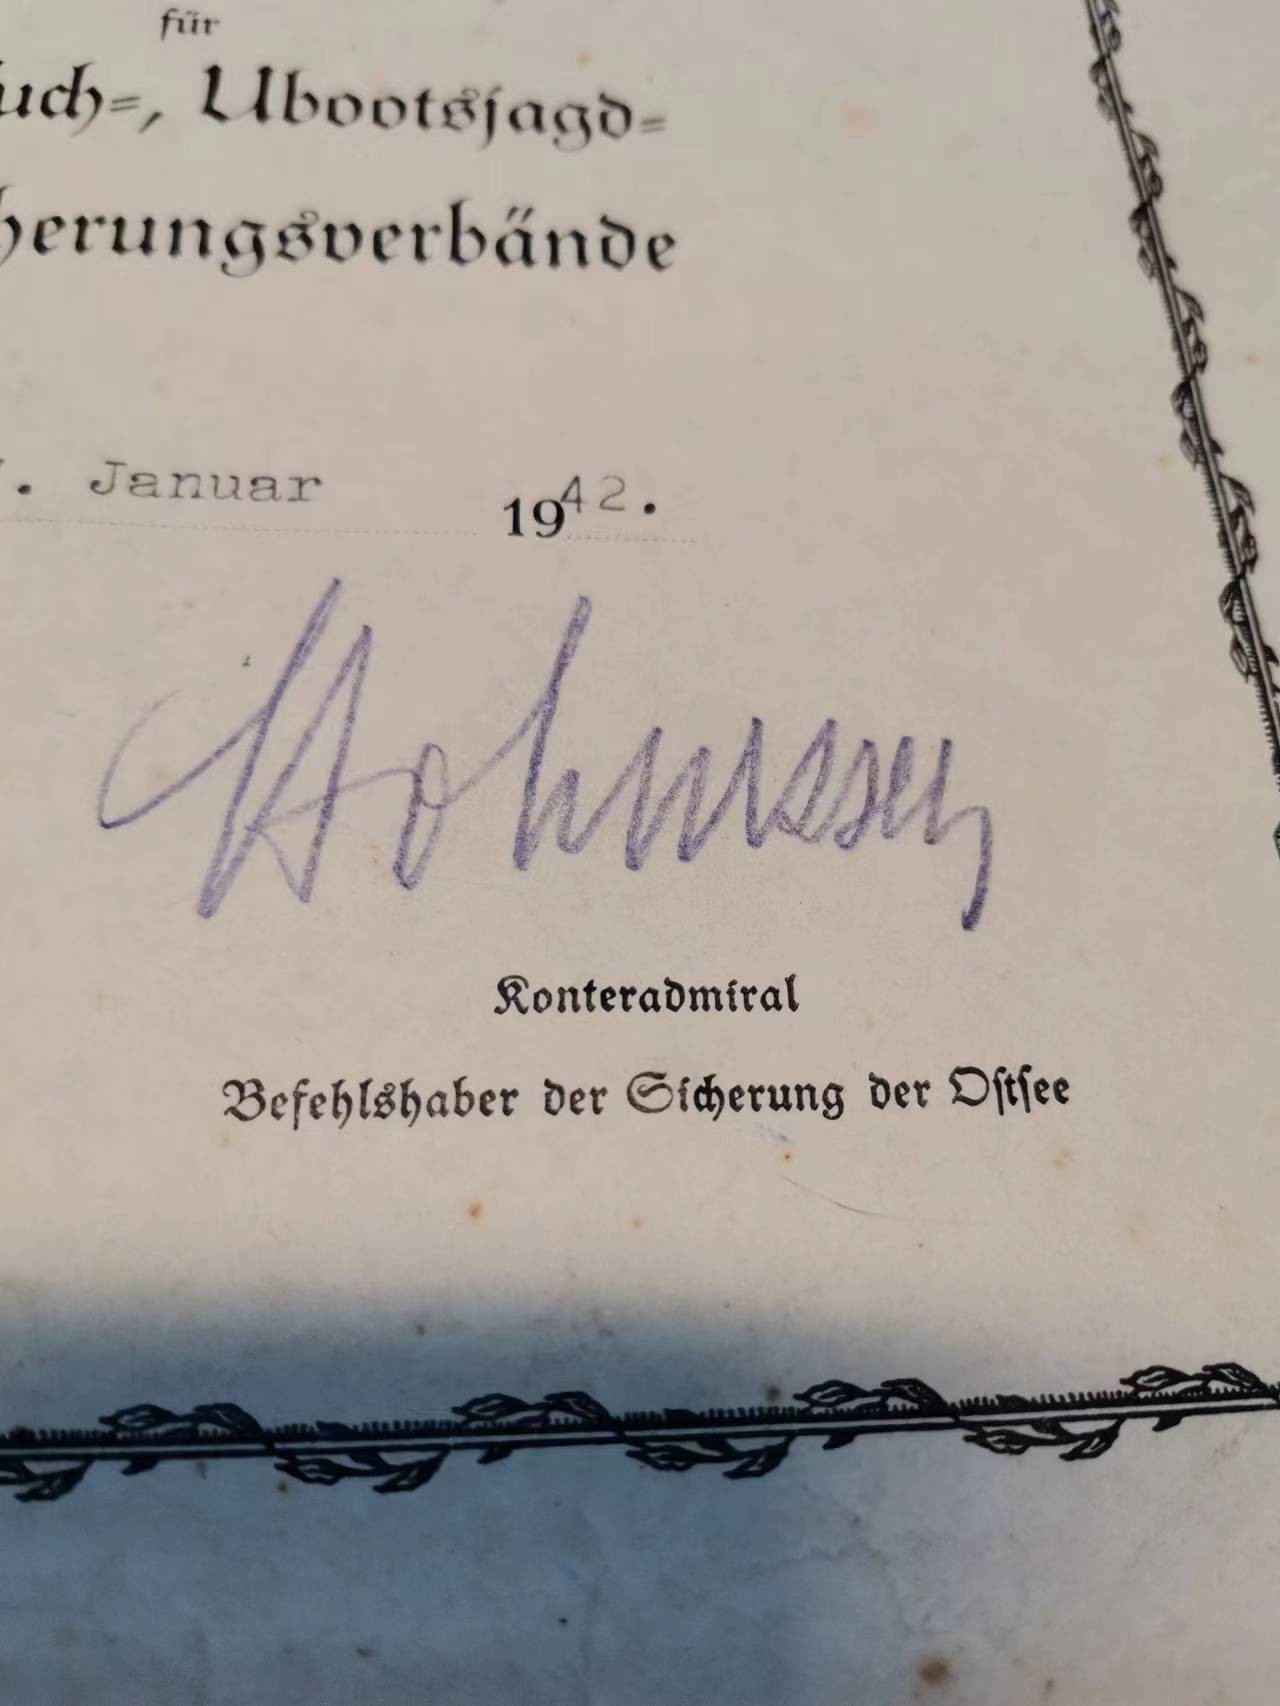 für
uch=, Ubootsjagd=
herungsverbände
. Januar 1942.
Konteradmiral
Befehlshaber der Sicherung der Ostsee